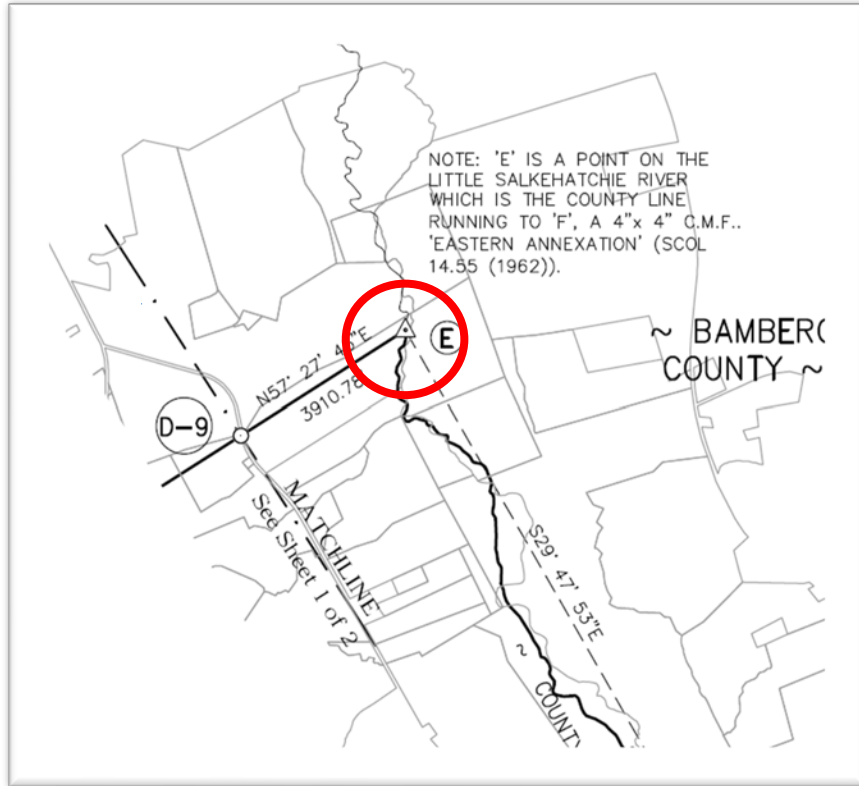 NOTE: 'E' IS A POINT ON THE
LITTLE SALKEHATCHIE RIVER
WHICH IS THE COUNTY LINE
RUNNING TO 'F', A 4"x 4" C.M.F..
'EASTERN ANNEXATION' (SCOL
14.55 (1962)).
~ BAMBERG
COUNTY ~
E
N57° 27' 46"E
3910.78
D-9
MATCHLINE
See Sheet 1 of 2
S29° 47' 53"E
~ COUNTY